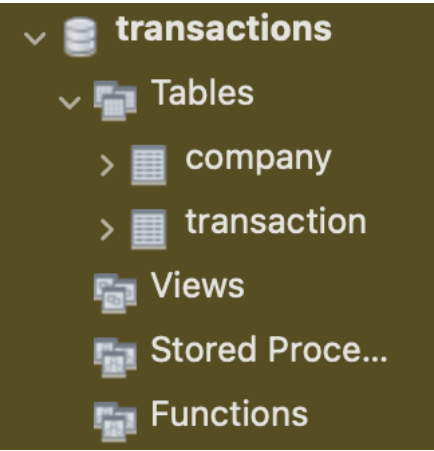 transactions
Tables
company
transaction
Views
Stored Proce...
Functions